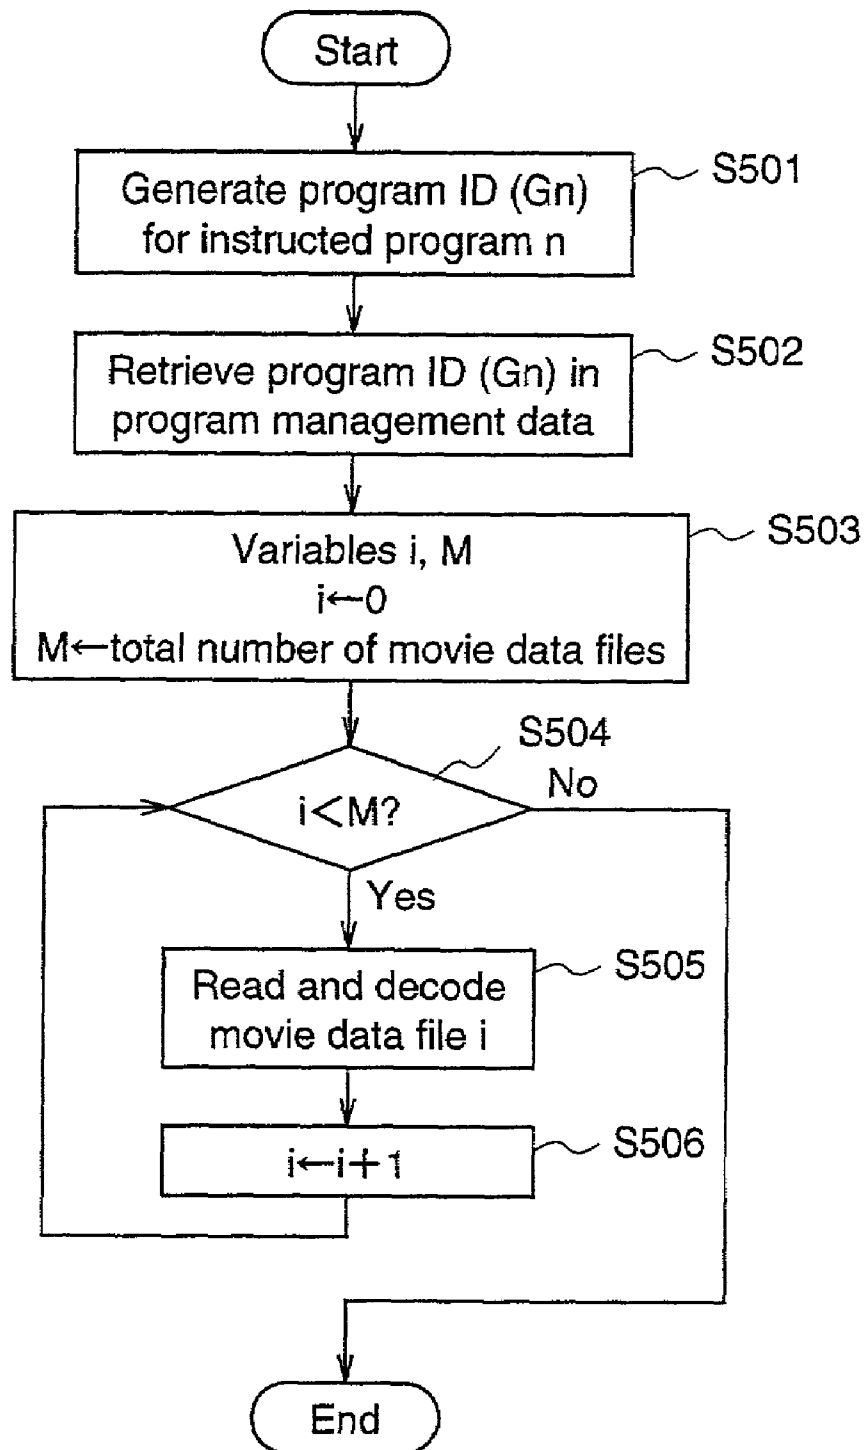 Start
Generate program ID (Gn)
for instructed program n
S501
Retrieve program ID (Gn) in
program management data
S502
Variables i, M
i←0
M←total number of movie data files
S503
S504
i<M?
No
Yes
Read and decode
movie data file i
S505
i←i+1
S506
End